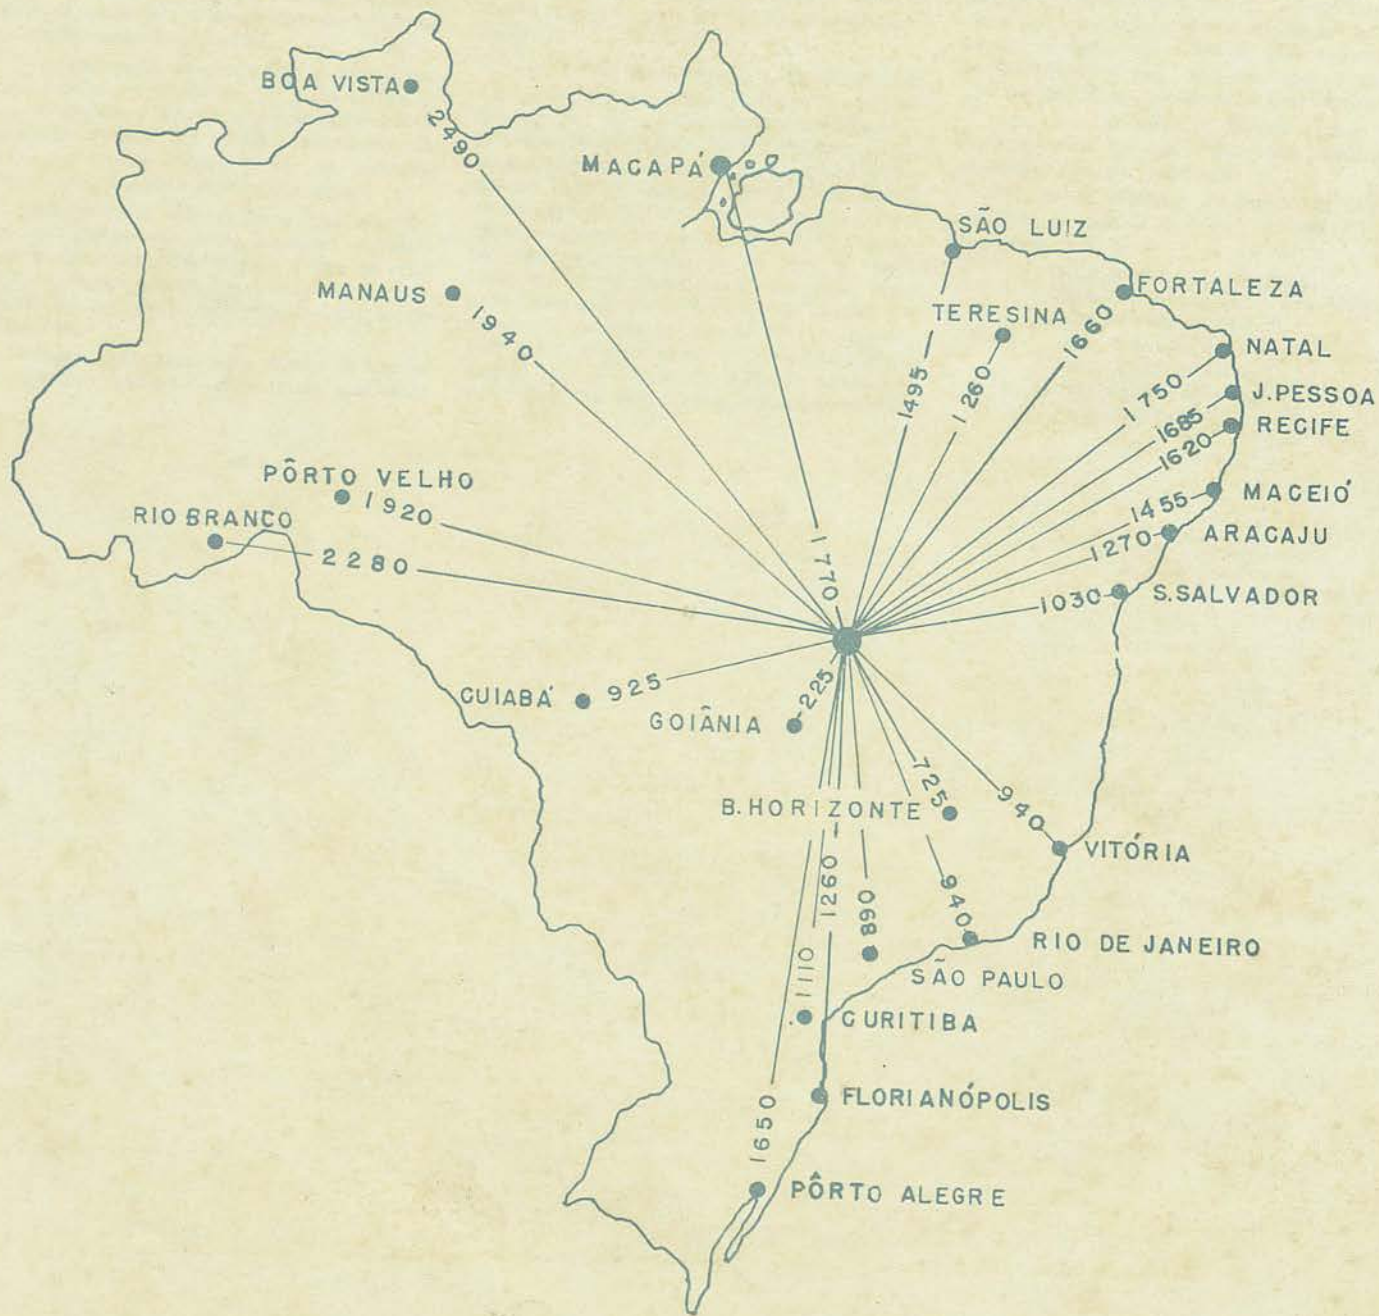 BOA VISTA
2490
MACAPÁ
1770
SÃO LUIZ
1495
FORTALEZA
1660
TERESINA
1260
MANAUS
1940
NATAL
1750
J. PESSOA
1685
RECIFE
1620
MACEIÓ
1455
ARACAJU
1270
S. SALVADOR
1030
PÔRTO VELHO
1920
RIO BRANCO
2280
CUIABÁ
925
GOIÂNIA
225
B. HORIZONTE
725
VITÓRIA
940
RIO DE JANEIRO
940
SÃO PAULO
890
CURITIBA
1110
FLORIANÓPOLIS
1260
PÔRTO ALEGRE
1650